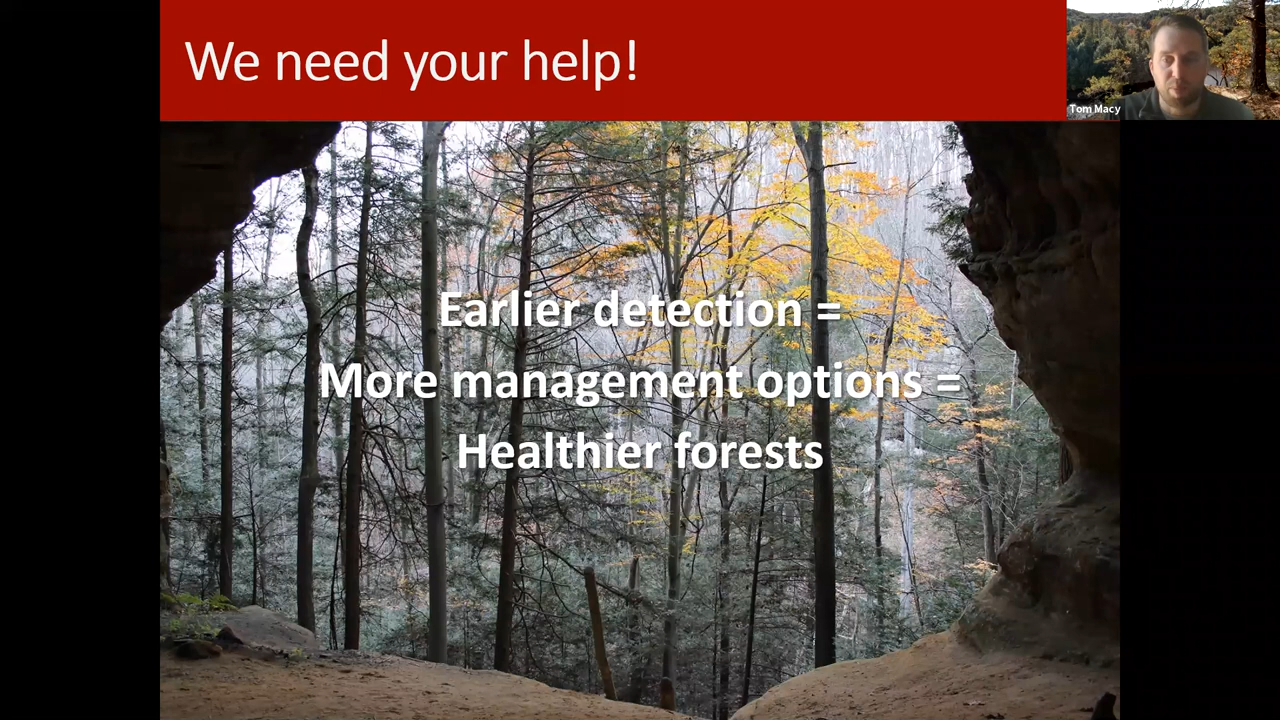 We need your help!
Tom Macy
Earlier detection =
More management options =
Healthier forests